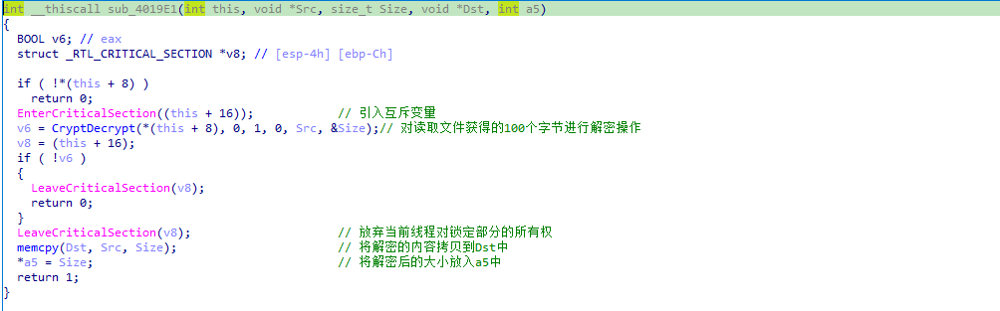 int __thiscall sub_4019E1(int this, void *Src, size_t Size, void *Dst, int a5)
{
BOOL v6; // eax
struct _RTL_CRITICAL_SECTION *v8; // [esp-4h] [ebp-Ch]
if ( !*(this + 8) )
return 0;
EnterCriticalSection((this + 16)); // 引入互斥变量
v6 = CryptDecrypt(*(this + 8), 0, 1, 0, Src, &Size);// 对读取文件获得的100个字节进行解密操作
v8 = (this + 16);
if ( !v6 )
{
LeaveCriticalSection(v8);
return 0;
}
LeaveCriticalSection(v8); // 放弃当前线程对锁定部分的所有权
memcpy(Dst, Src, Size); // 将解密的内容拷贝到Dst中
*a5 = Size; // 将解密后的大小放入a5中
return 1;
}